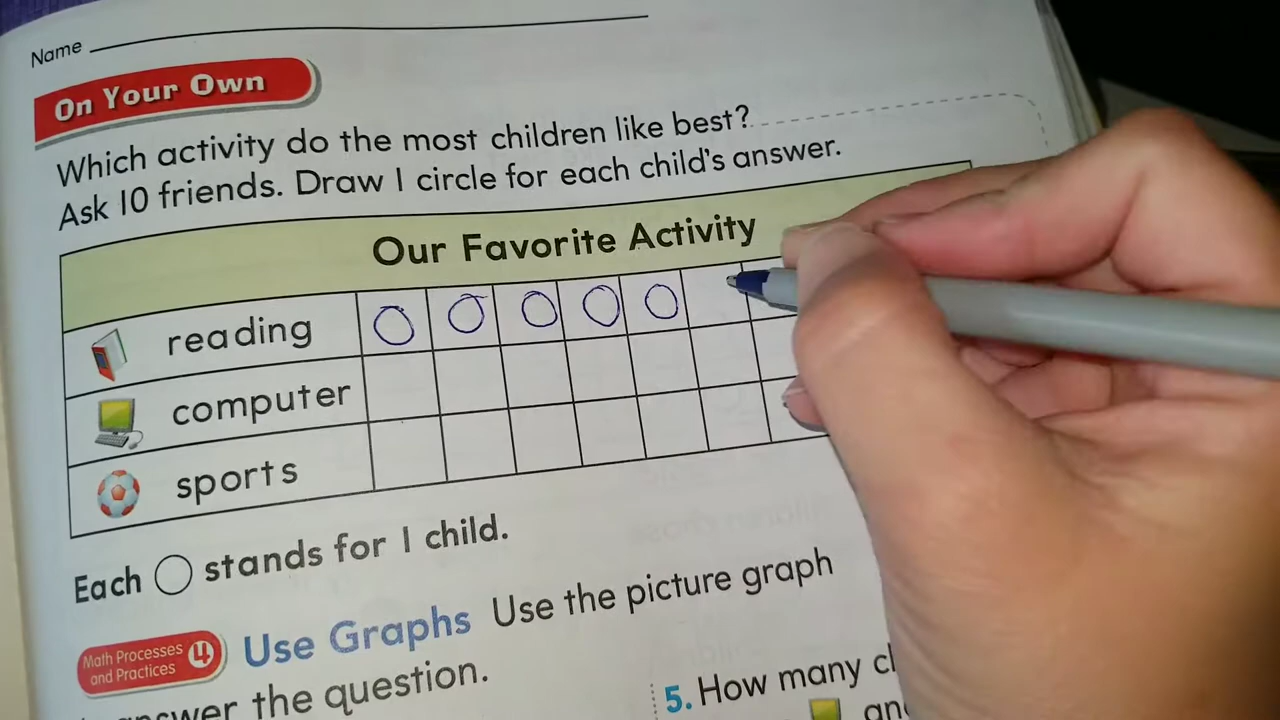 Name
On Your Own
Which activity do the most children like best?
Ask 10 friends. Draw 1 circle for each child's answer.
Our Favorite Activity
reading
computer
sports
Each ◯ stands for 1 child.
Math Processes and Practices 4 Use Graphs Use the picture graph
answer the question.
5. How many